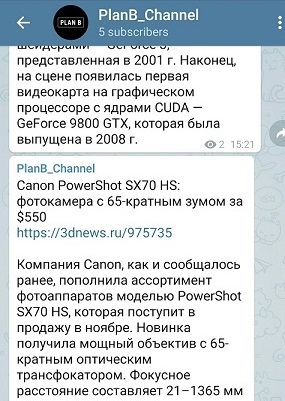 PLAN B
PlanB_Channel
5 subscribers
шейдерами — GeForce 3,
представленная в 2001 г. Наконец,
на сцене появилась первая
видеокарта на графическом
процессоре с ядрами CUDA —
GeForce 9800 GTX, которая была
выпущена в 2008 г.
2 15:21
PlanB_Channel
Canon PowerShot SX70 HS:
фотокамера с 65-кратным зумом за
$550
https://3dnews.ru/975735
Компания Canon, как и сообщалось
ранее, пополнила ассортимент
фотоаппаратов моделью PowerShot
SX70 HS, которая поступит в
продажу в ноябре. Новинка
получила мощный объектив с 65-
кратным оптическим
трансфокатором. Фокусное
расстояние составляет 21–1365 мм